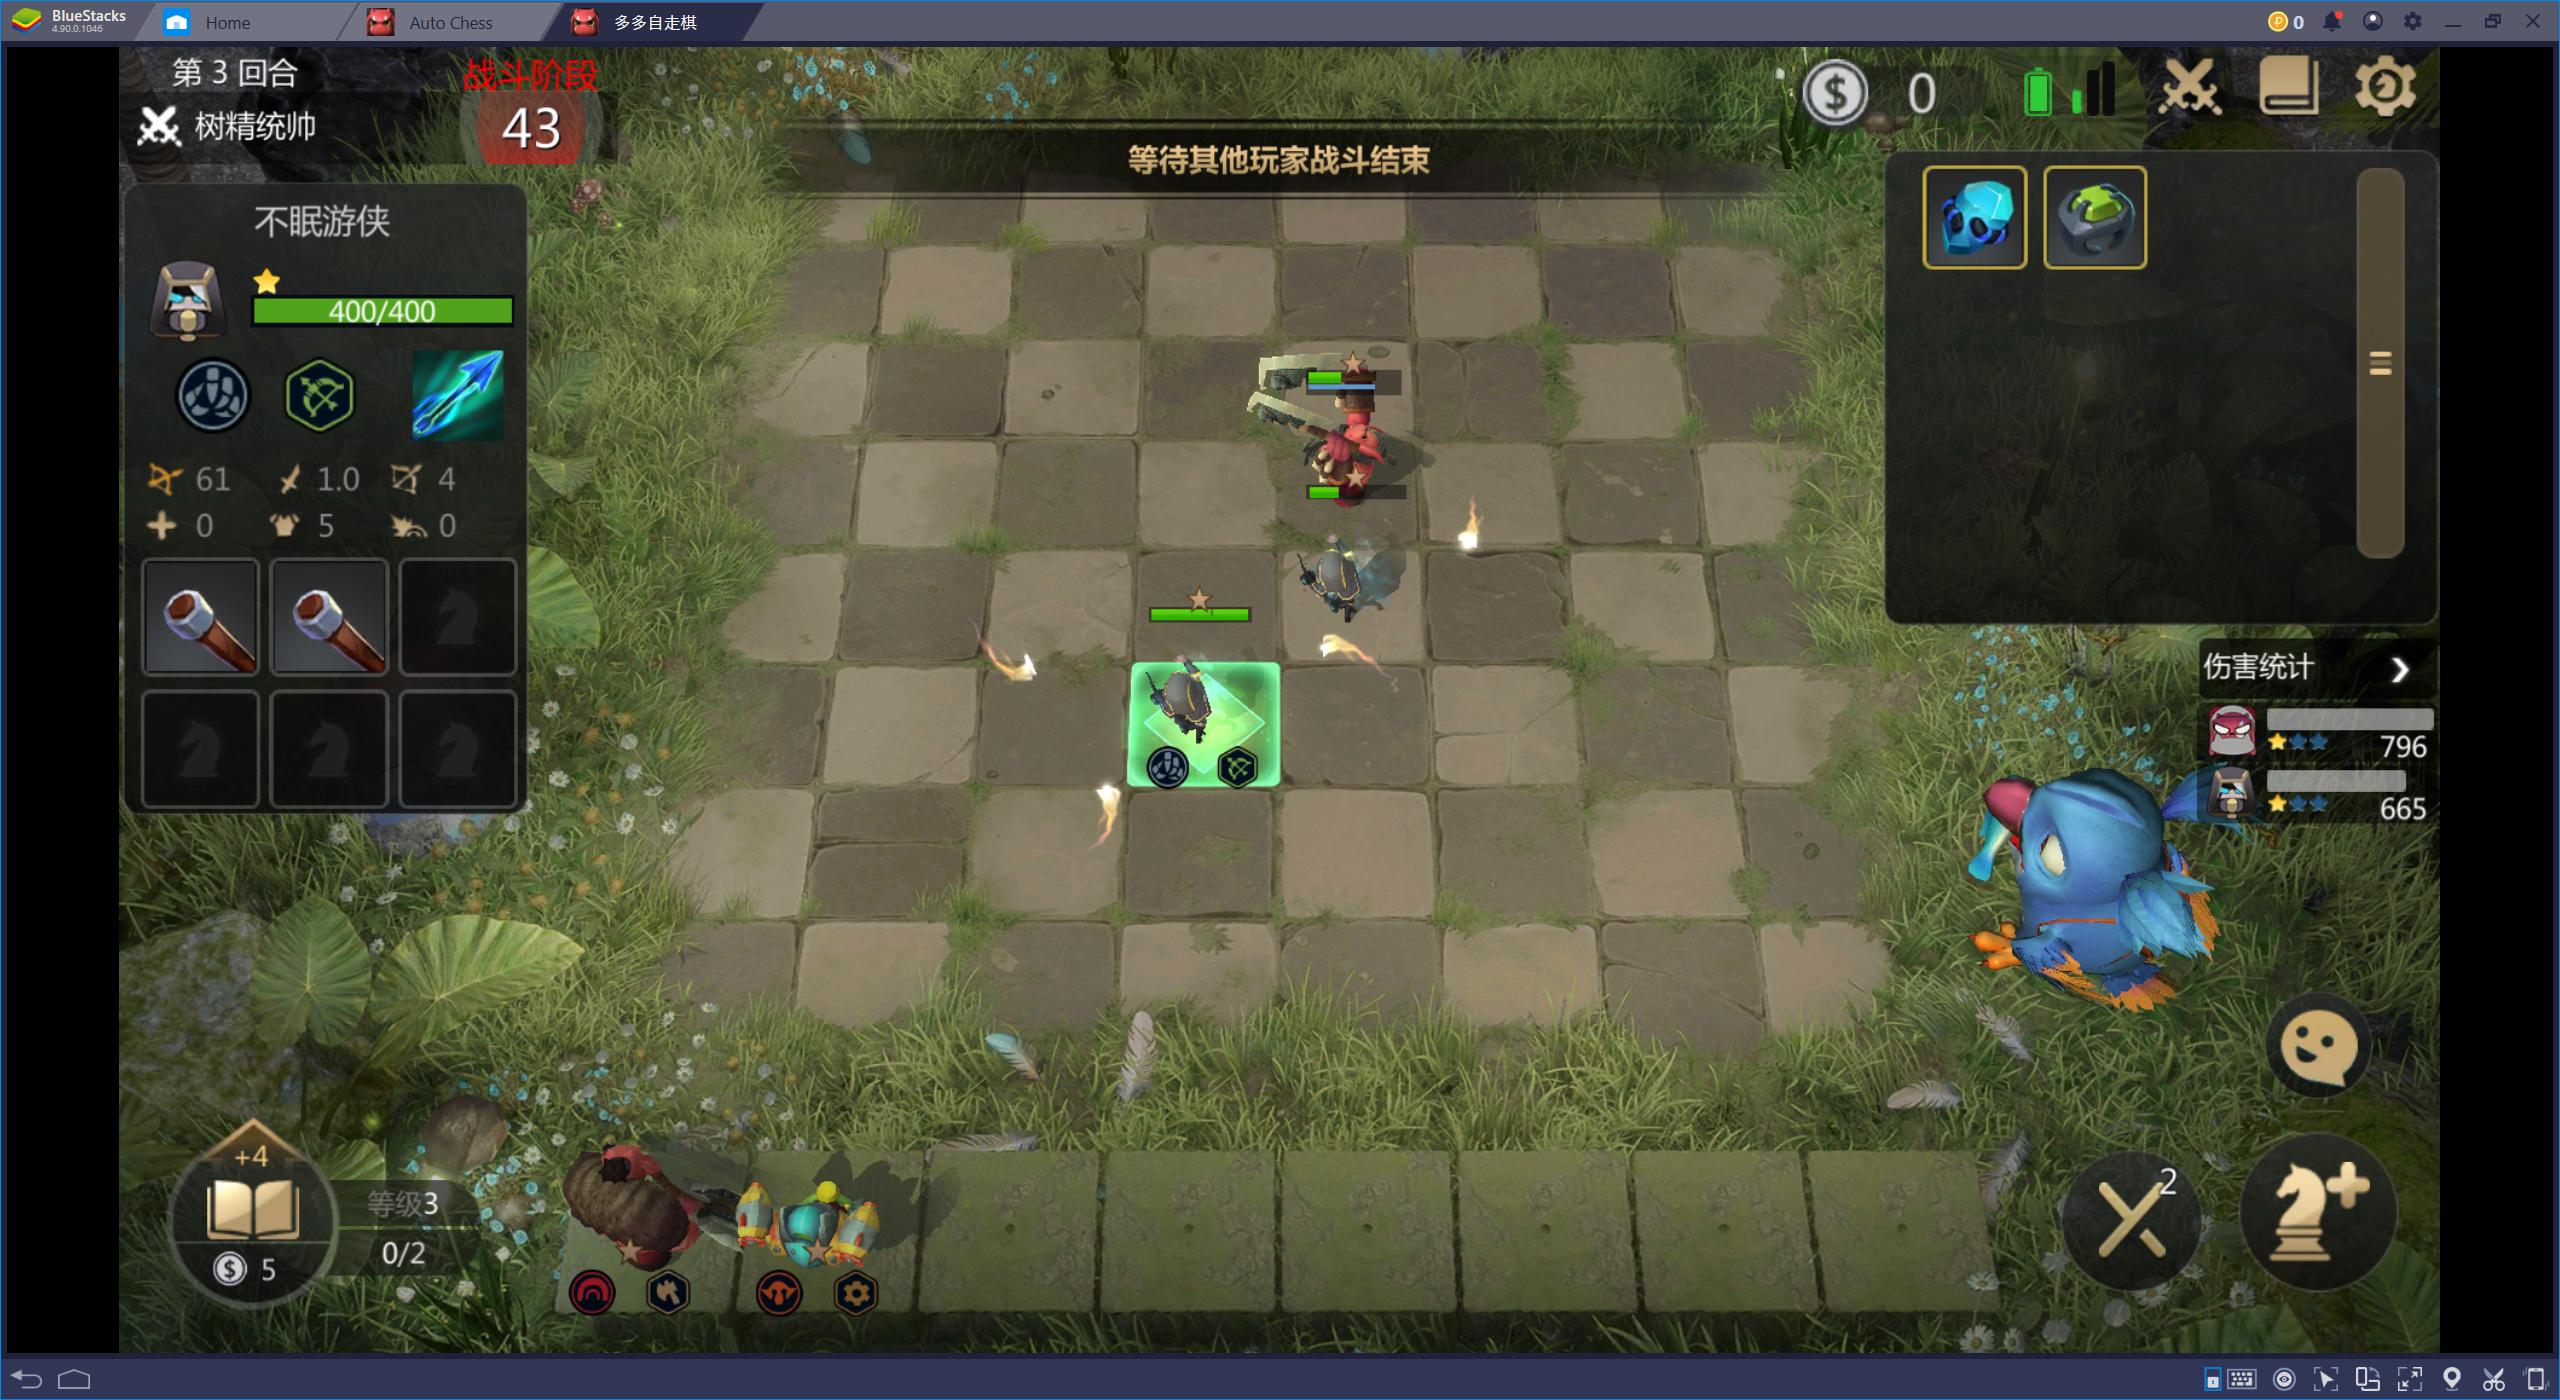 BlueStacks
4.90.0.1046
Home
Auto Chess
多多自走棋
0
第 3 回合
战斗阶段
树精统帅
43
等待其他玩家战斗结束
$ 0
不眠游侠
400/400
61 1.0 4
0 5 0
伤害统计
796
665
+4
等级3
0/2
$ 5
2